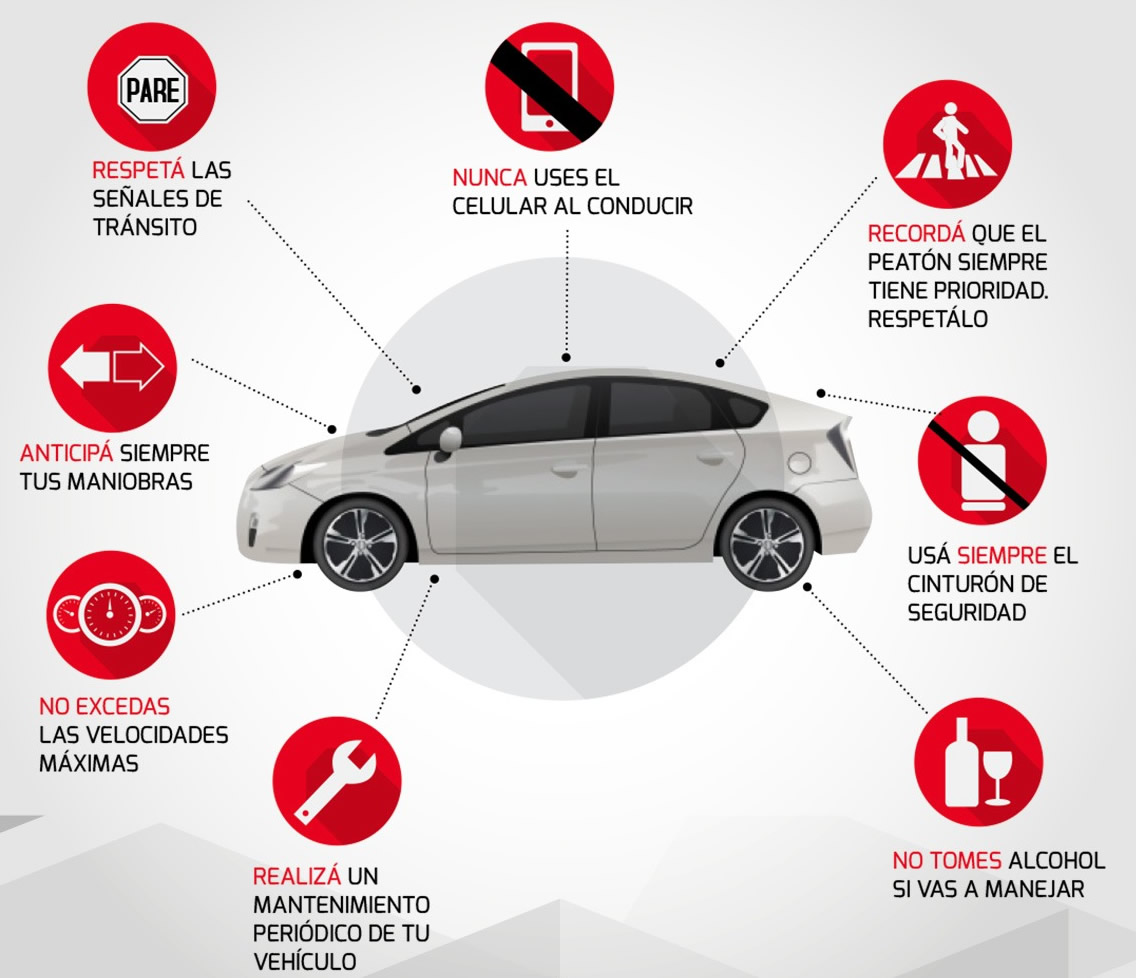 PARE
RESPETÁ LAS
SEÑALES DE
TRÁNSITO
NUNCA USES EL
CELULAR AL CONDUCIR
RECORDÁ QUE EL
PEATÓN SIEMPRE
TIENE PRIORIDAD.
RESPETÁLO
ANTICIPÁ SIEMPRE
TUS MANIOBRAS
USÁ SIEMPRE EL
CINTURÓN DE
SEGURIDAD
NO EXCEDAS
LAS VELOCIDADES
MÁXIMAS
REALIZÁ UN
MANTENIMIENTO
PERIÓDICO DE TU
VEHÍCULO
NO TOMES ALCOHOL
SI VAS A MANEJAR